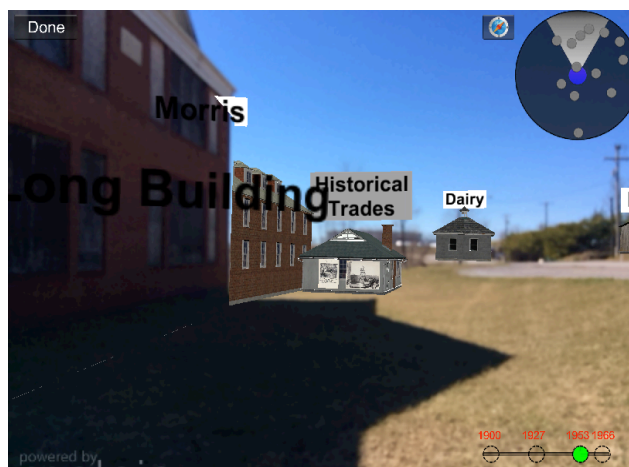 Done
Morris
Long Building
Historical
Trades
Dairy
1900
1927
1953
1966
powered by